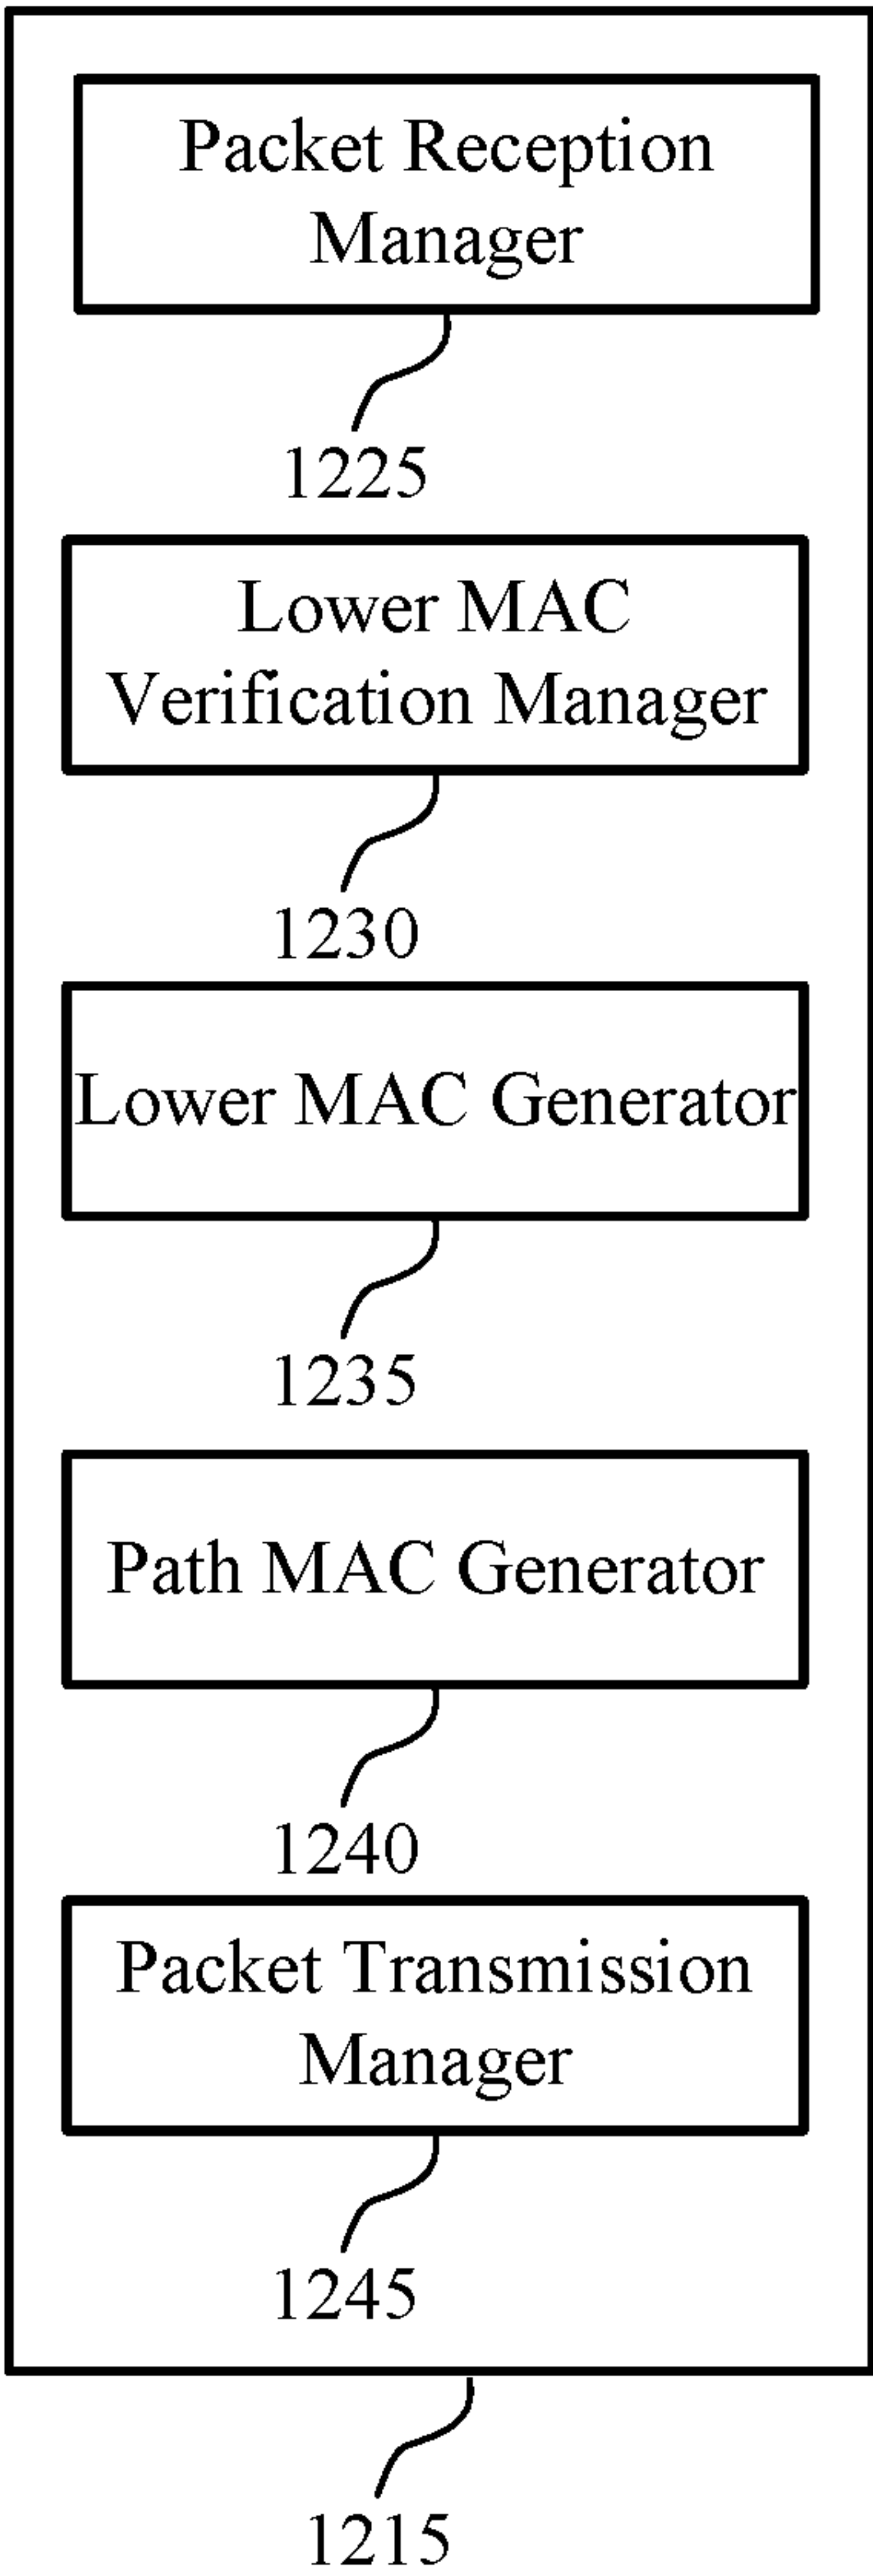 Packet Reception
Manager
1225
Lower MAC
Verification Manager
1230
Lower MAC Generator
1235
Path MAC Generator
1240
Packet Transmission
Manager
1245
1215